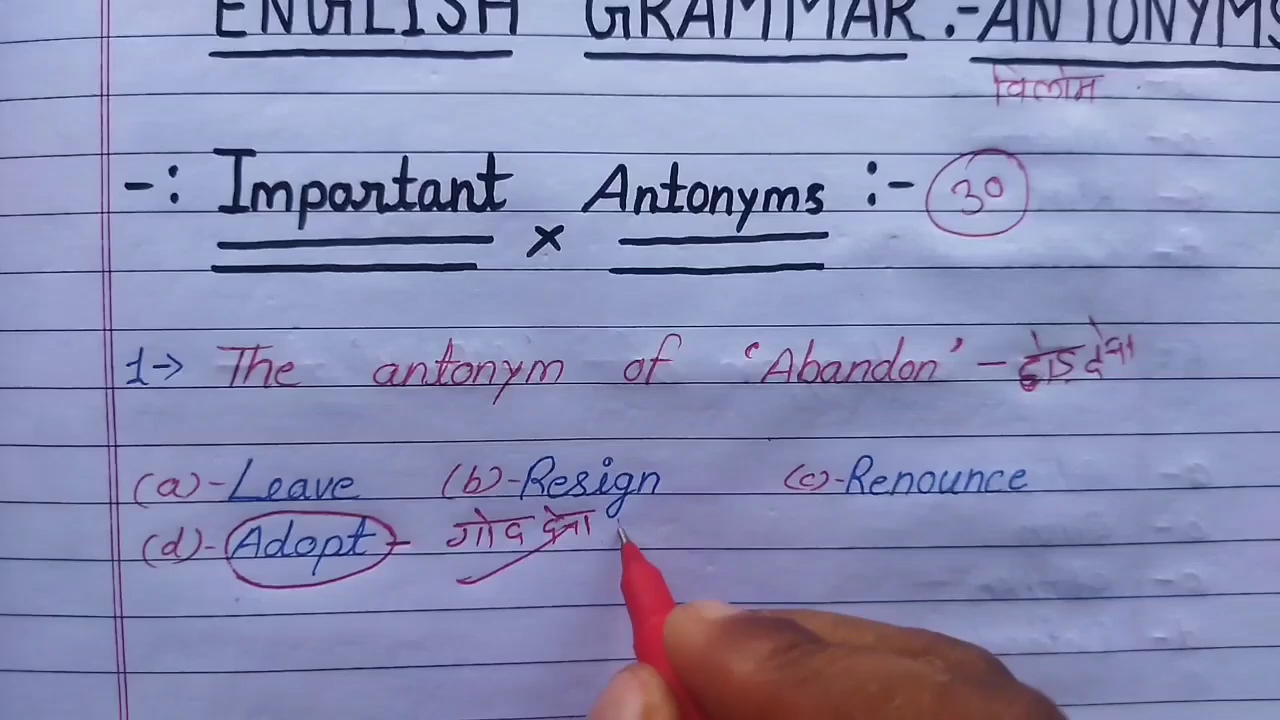 ENGLISH GRAMMAR :-ANTONYMS
विलोम
-: Impartant Antonyms :- 30
×
1→ The antonym of 'Abandon' - छोड देना
(a)-Leave (b)-Resign (c)-Renounce
(d)-Adopt- गोद देना